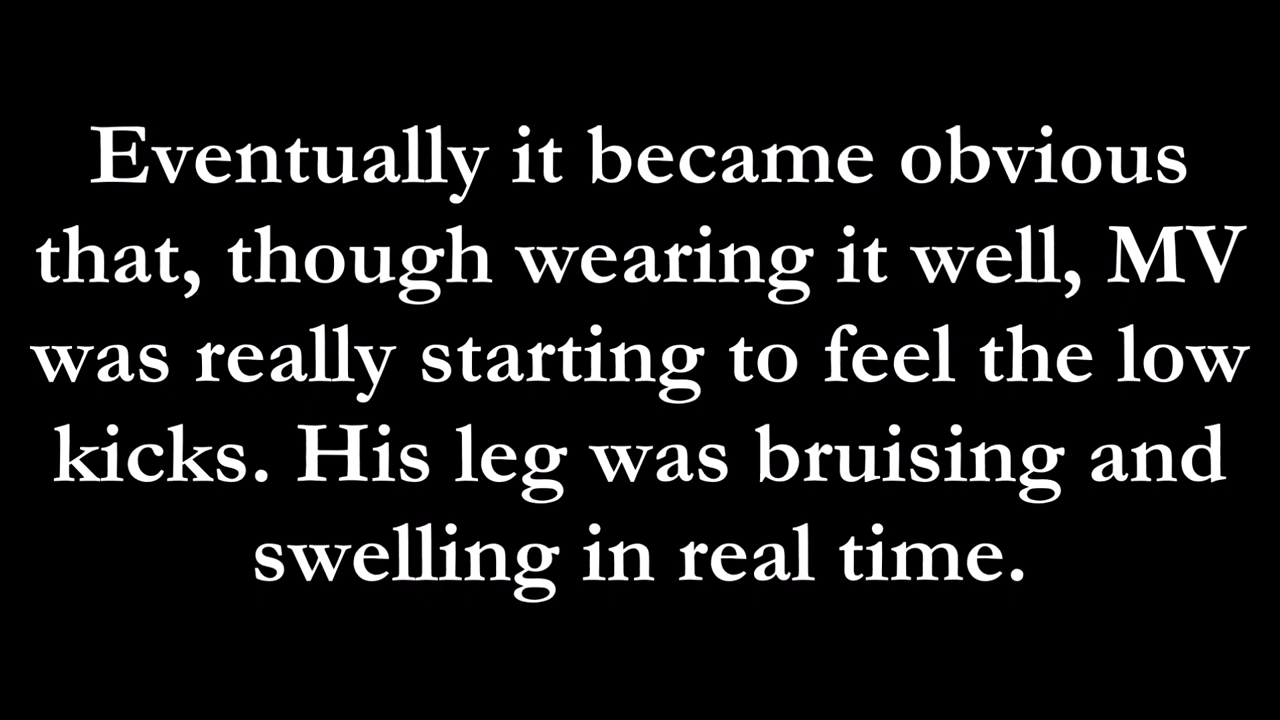 Eventually it became obvious
that, though wearing it well, MV
was really starting to feel the low
kicks. His leg was bruising and
swelling in real time.